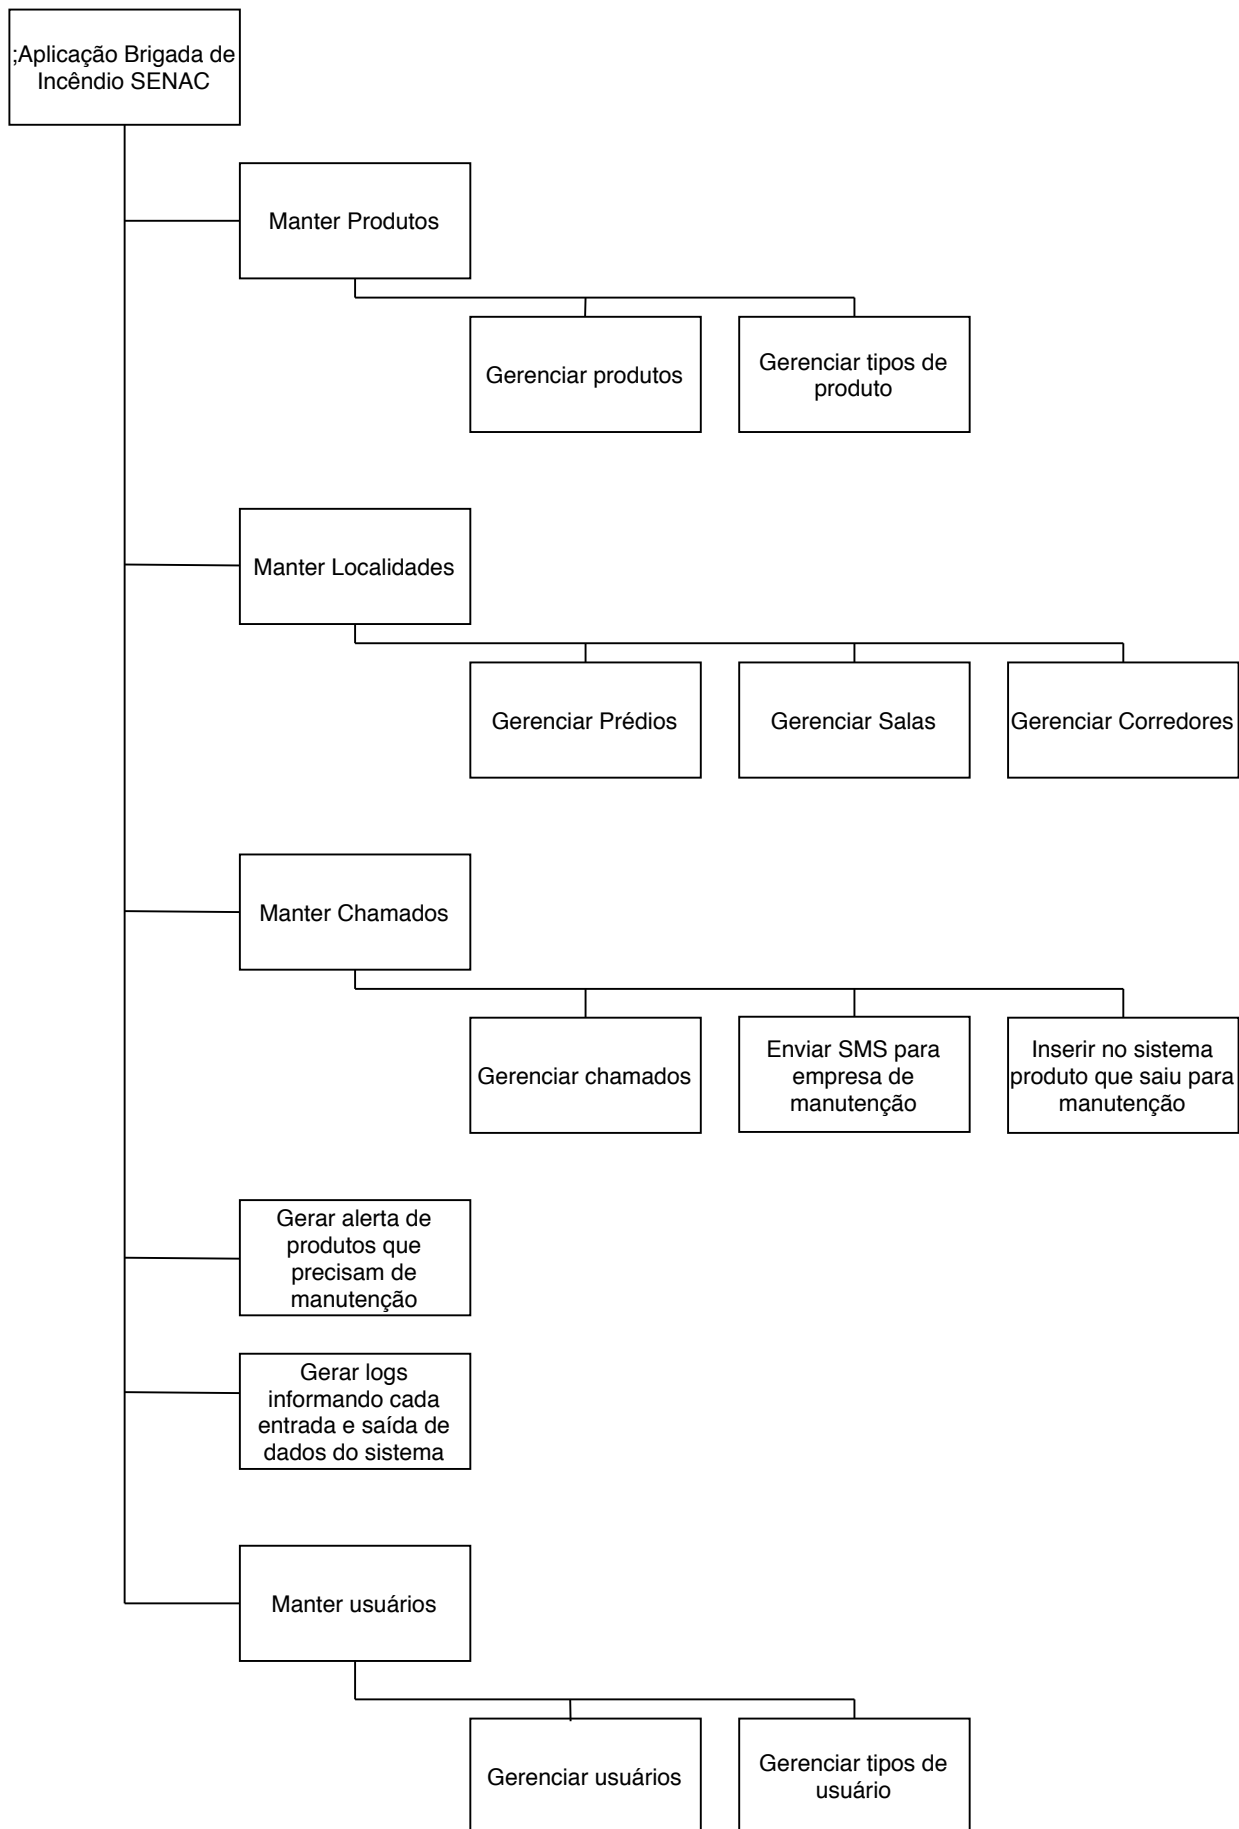 ;Aplicação Brigada de
Incêndio SENAC
Manter Produtos
Gerenciar produtos
Gerenciar tipos de
produto
Manter Localidades
Gerenciar Prédios
Gerenciar Salas
Gerenciar Corredores
Manter Chamados
Gerenciar chamados
Enviar SMS para
empresa de
manutenção
Inserir no sistema
produto que saiu para
manutenção
Gerar alerta de
produtos que
precisam de
manutenção
Gerar logs
informando cada
entrada e saída de
dados do sistema
Manter usuários
Gerenciar usuários
Gerenciar tipos de
usuário